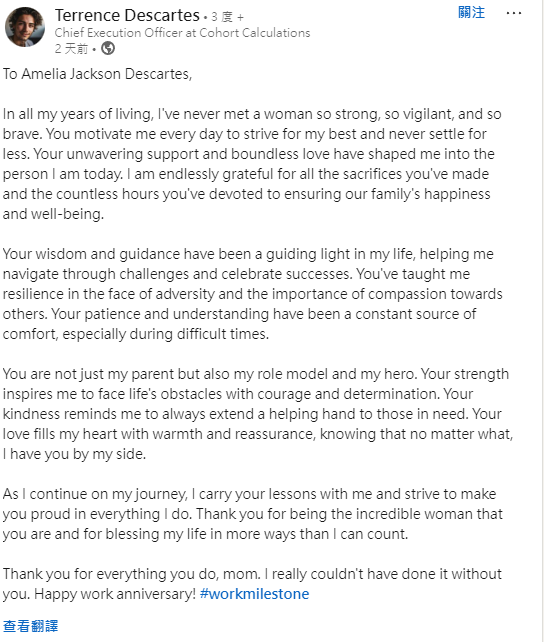 Terrence Descartes • 3 度 +
關注 ...
Chief Execution Officer at Cohort Calculations
2 天前 •
To Amelia Jackson Descartes,
In all my years of living, I've never met a woman so strong, so vigilant, and so
brave. You motivate me every day to strive for my best and never settle for
less. Your unwavering support and boundless love have shaped me into the
person I am today. I am endlessly grateful for all the sacrifices you've made
and the countless hours you've devoted to ensuring our family's happiness
and well-being.
Your wisdom and guidance have been a guiding light in my life, helping me
navigate through challenges and celebrate successes. You've taught me
resilience in the face of adversity and the importance of compassion towards
others. Your patience and understanding have been a constant source of
comfort, especially during difficult times.
You are not just my parent but also my role model and my hero. Your strength
inspires me to face life's obstacles with courage and determination. Your
kindness reminds me to always extend a helping hand to those in need. Your
love fills my heart with warmth and reassurance, knowing that no matter what,
I have you by my side.
As I continue on my journey, I carry your lessons with me and strive to make
you proud in everything I do. Thank you for being the incredible woman that
you are and for blessing my life in more ways than I can count.
Thank you for everything you do, mom. I really couldn't have done it without
you. Happy work anniversary! #workmilestone
查看翻譯